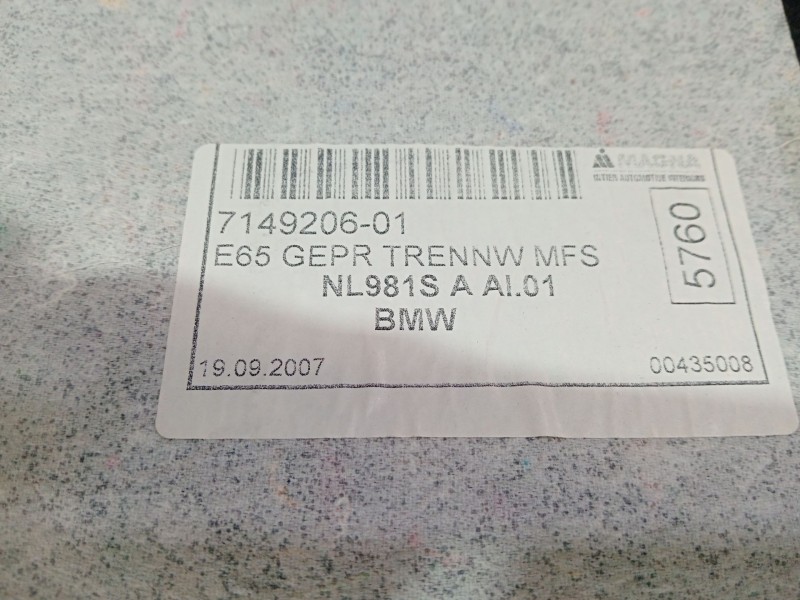 MAGNA
7149206-01
5760
E65 GEPR TRENNW MFS
NL981S A AI.01
BMW
19.09.2007
00435008